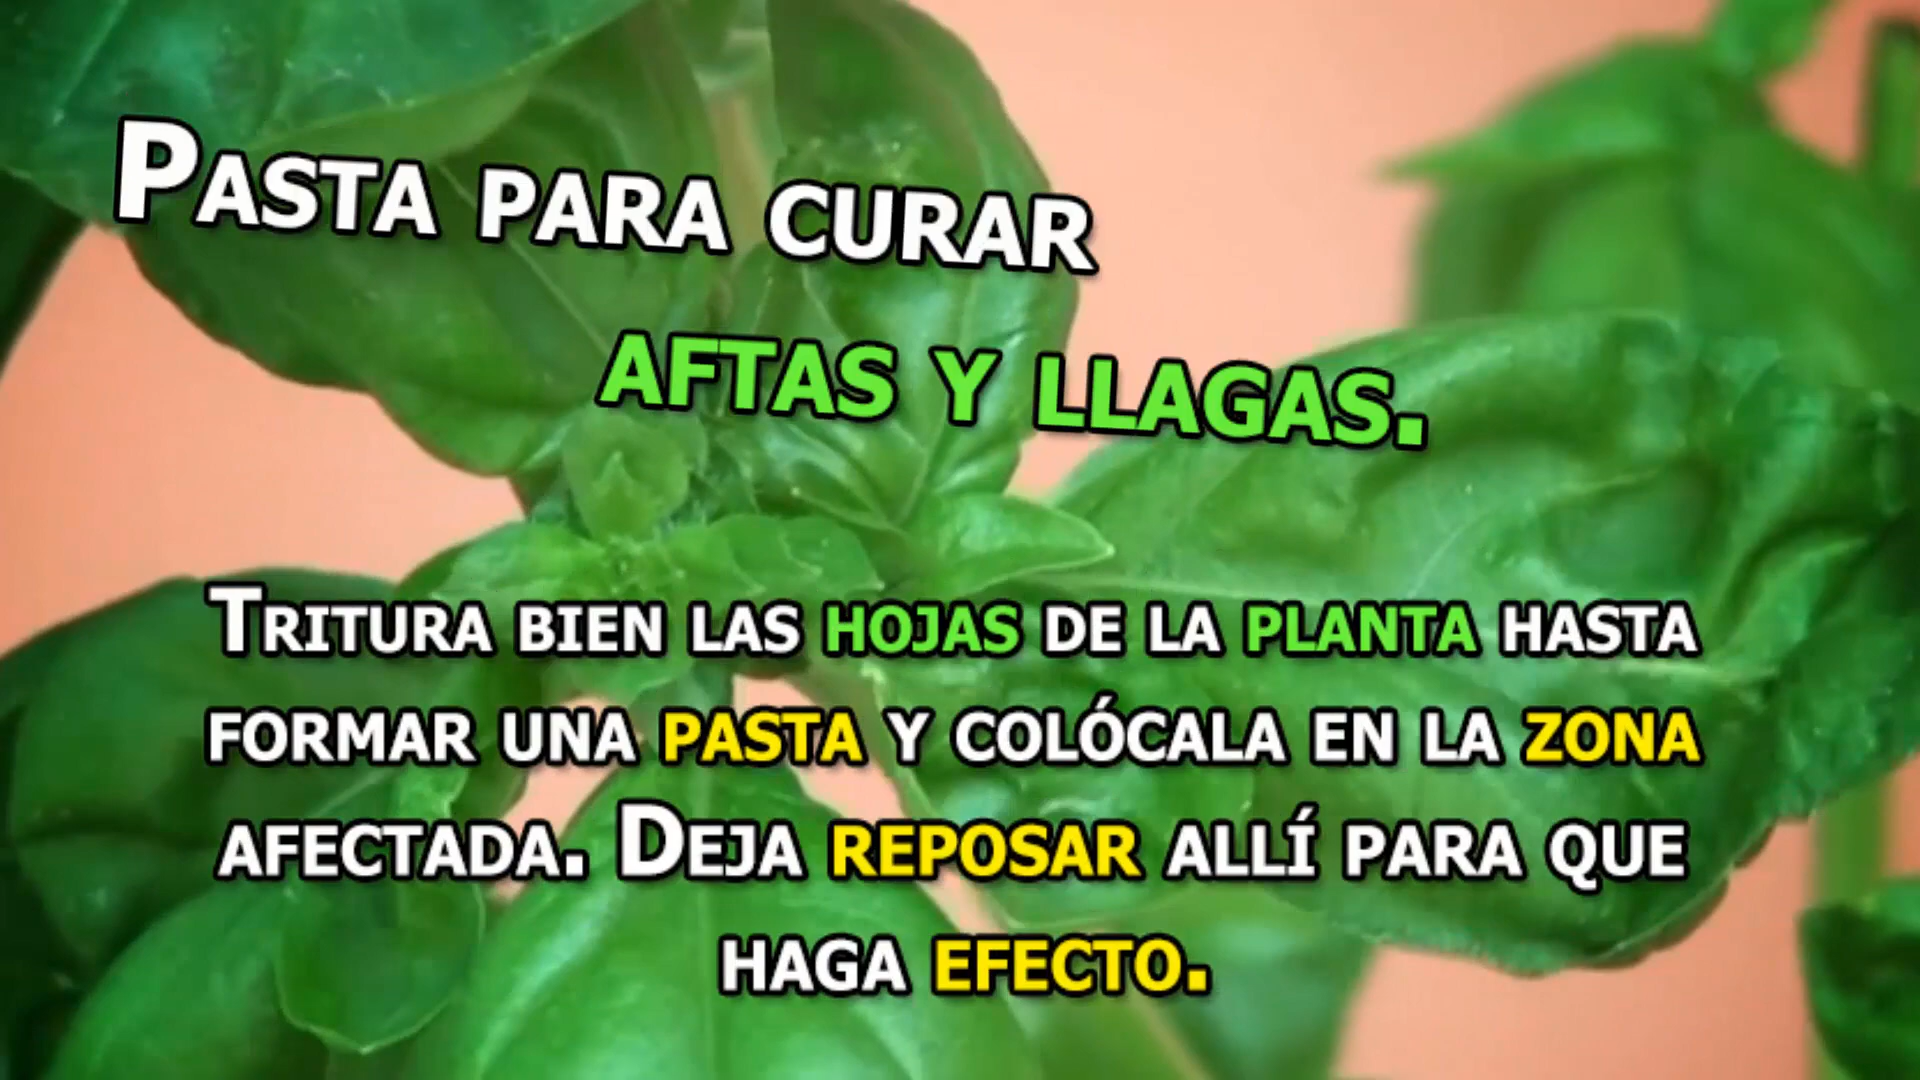 PASTA PARA CURAR
AFTAS Y LLAGAS.
TRITURA BIEN LAS HOJAS DE LA PLANTA HASTA
FORMAR UNA PASTA Y COLÓCALA EN LA ZONA
AFECTADA. DEJA REPOSAR ALLÍ PARA QUE
HAGA EFECTO.